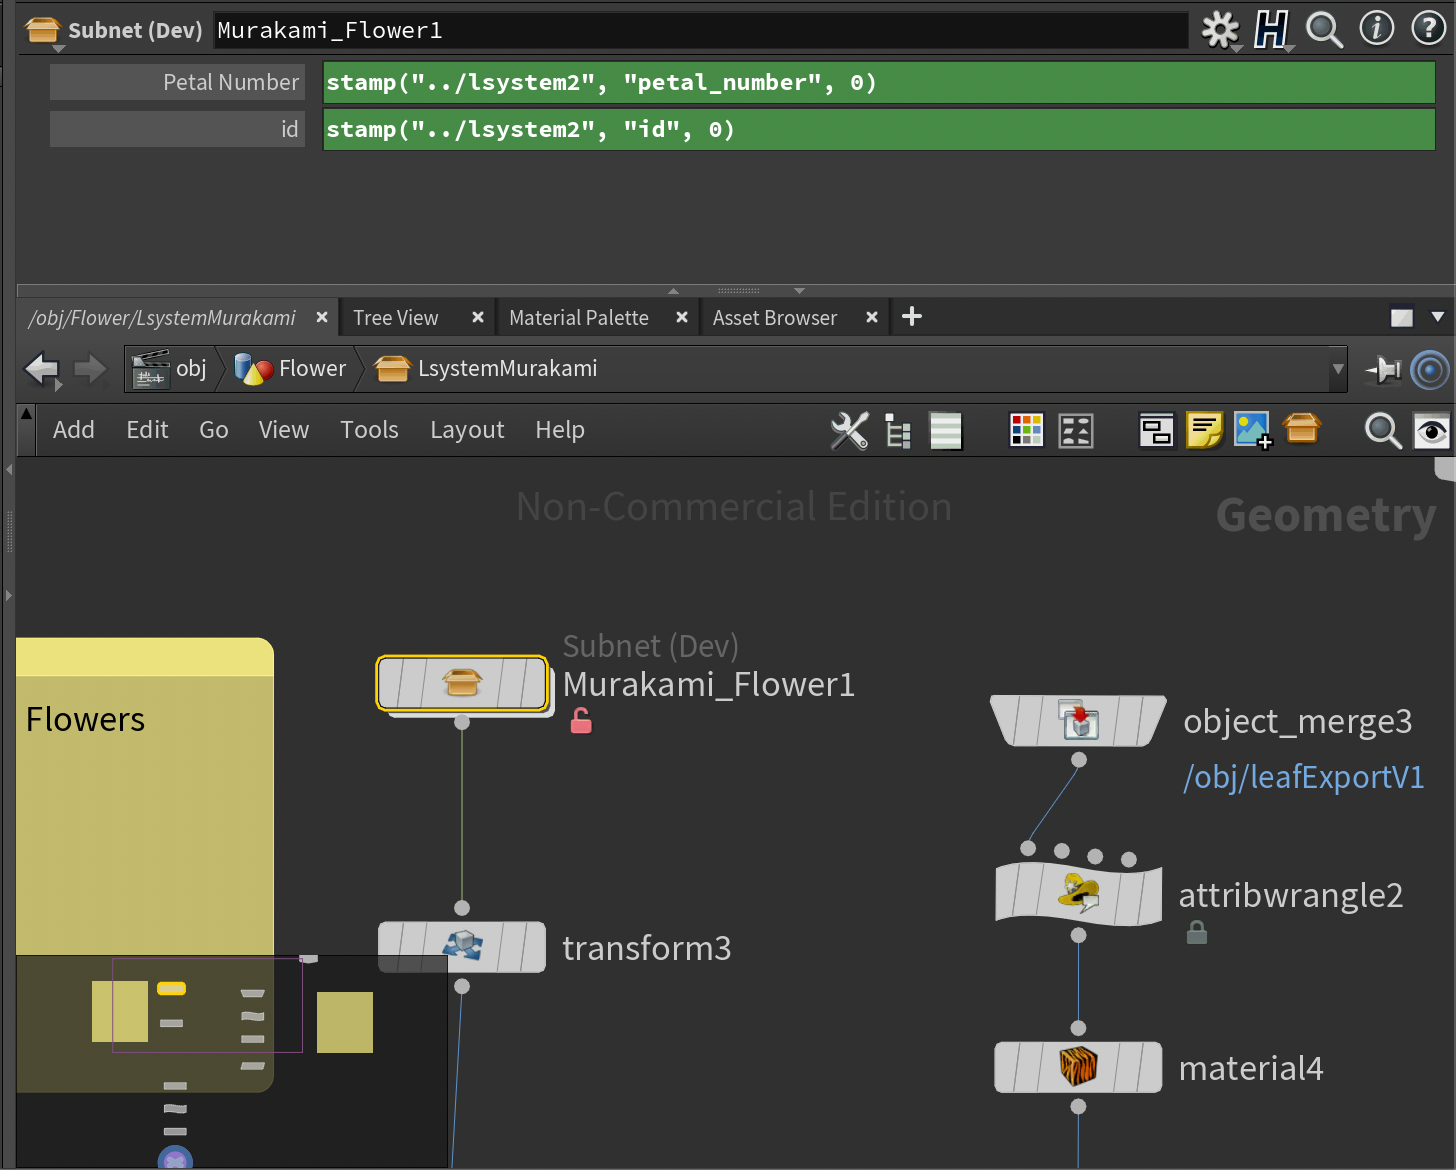 Subnet (Dev) Murakami_Flower1
Petal Number stamp("../lsystem2", "petal_number", 0)
id stamp("../lsystem2", "id", 0)
/obj/Flower/LsystemMurakami Tree View Material Palette Asset Browser
obj Flower LsystemMurakami
Add Edit Go View Tools Layout Help
Non-Commercial Edition
Geometry
Subnet (Dev)
Murakami_Flower1
Flowers
object_merge3
/obj/leafExportV1
attribwrangle2
transform3
material4